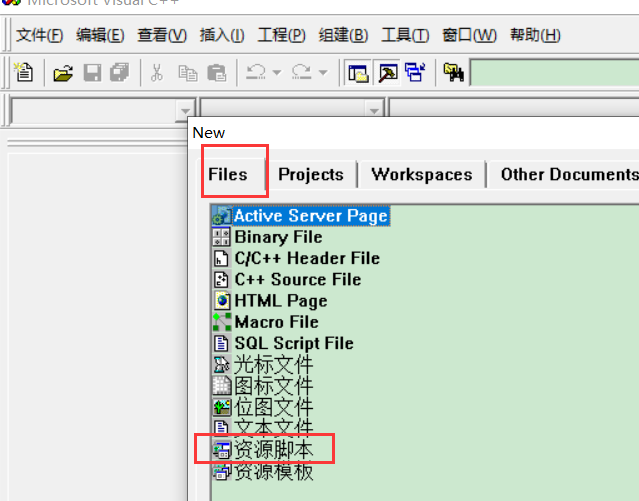 Microsoft Visual C++
文件(F) 编辑(E) 查看(V) 插入(I) 工程(P) 组建(B) 工具(T) 窗口(W) 帮助(H)
New
Files Projects Workspaces Other Documents
Active Server Page
Binary File
C/C++ Header File
C++ Source File
HTML Page
Macro File
SQL Script File
光标文件
图标文件
位图文件
文本文件
资源脚本
资源模板